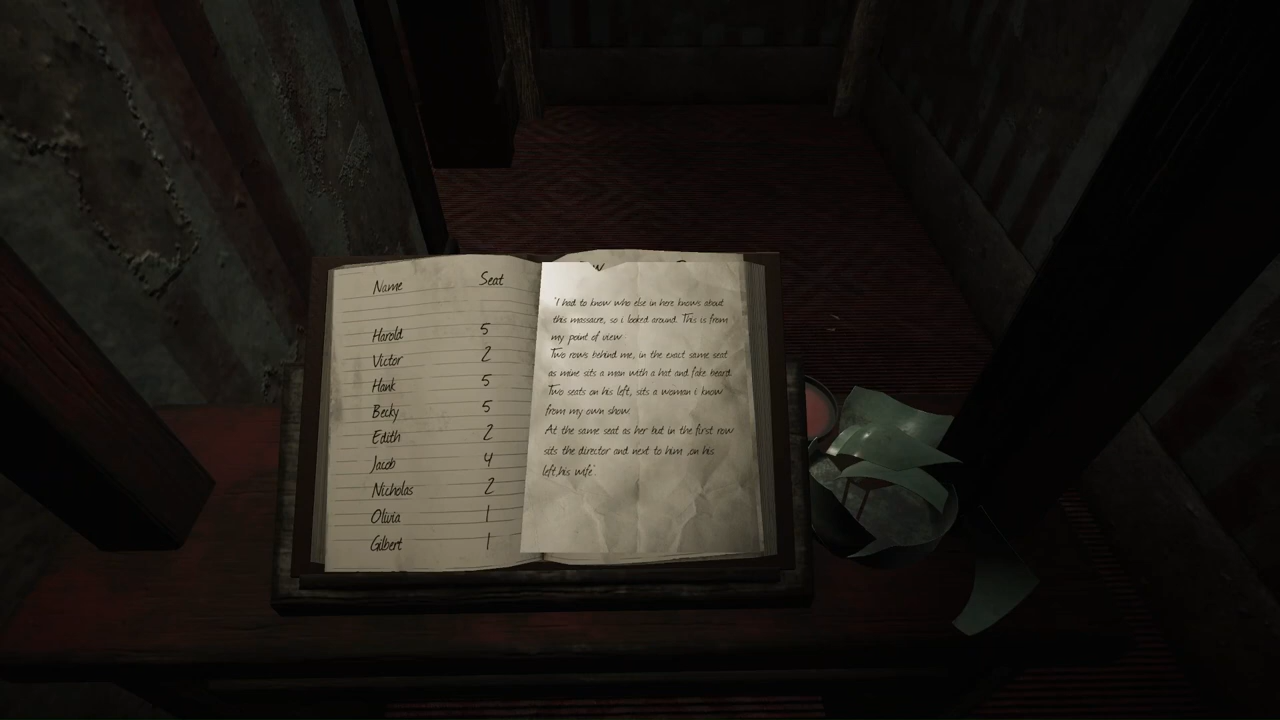 Name Seat
Harold 5
Victor 2
Hank 5
Becky 5
Edith 2
Jacob 4
Nicholas 2
Olivia 1
Gilbert 1
"I had to know who else in here knows about
this massacre, so i looked around. This is from
my point of view
Two rows behind me, in the exact same seat
as mine sits a man with a hat and fake beard.
Two seats on his left, sits a woman i know
from my own show.
At the same seat as her but in the first row
sits the director and next to him ,on his
left,his wife".